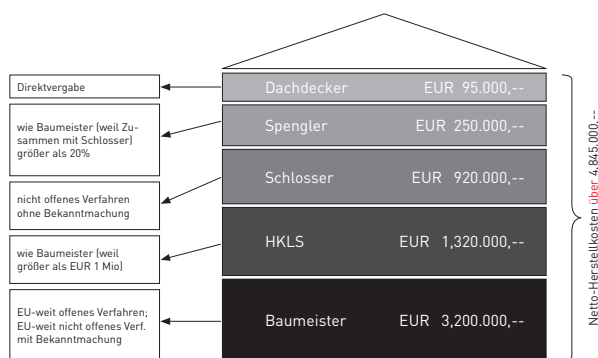 Direktvergabe
Dachdecker EUR 95.000,--
wie Baumeister (weil Zu-
sammen mit Schlosser)
größer als 20%
Spengler EUR 250.000,--
Schlosser EUR 920.000,--
nicht offenes Verfahren
ohne Bekanntmachung
HKLS EUR 1,320.000,--
wie Baumeister (weil
größer als EUR 1 Mio)
EU-weit offenes Verfahren;
EU-weit nicht offenes Verf.
mit Bekanntmachung
Baumeister EUR 3,200.000,--
Netto-Herstellkosten über 4.845.000.--